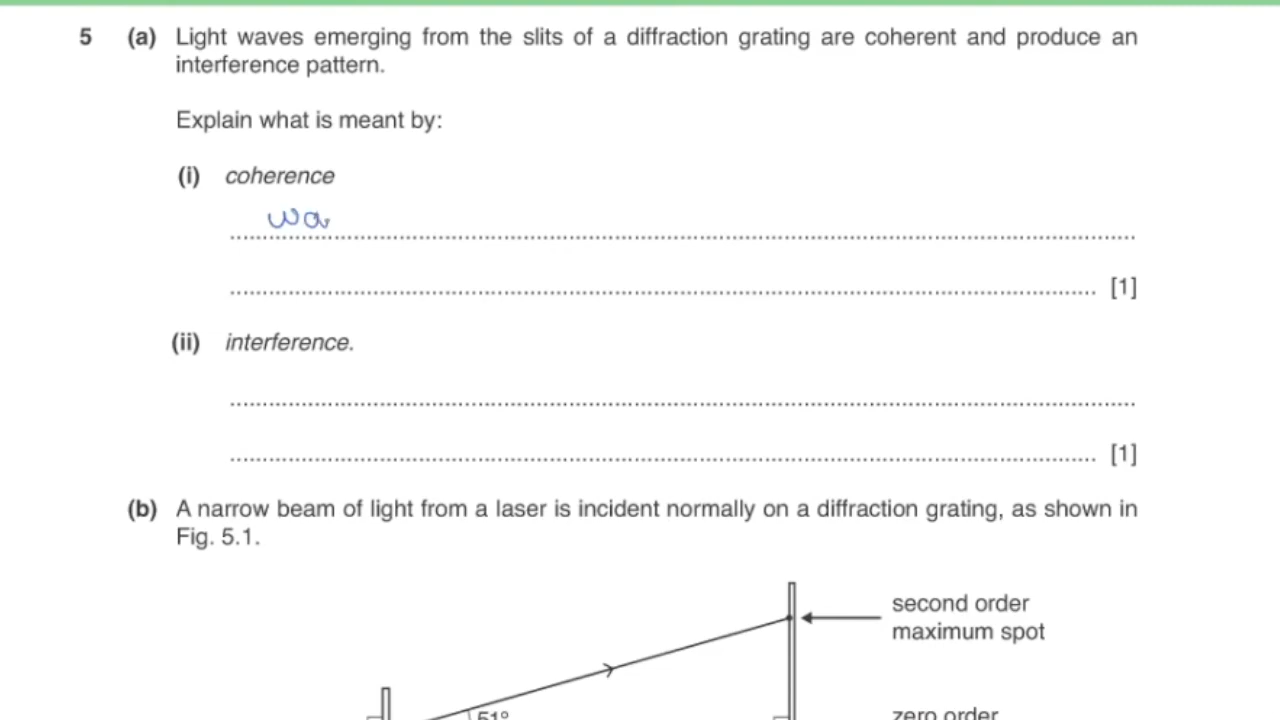 5 (a) Light waves emerging from the slits of a diffraction grating are coherent and produce an
interference pattern.
Explain what is meant by:
(i) coherence
wa
[1]
(ii) interference.
[1]
(b) A narrow beam of light from a laser is incident normally on a diffraction grating, as shown in
Fig. 5.1.
second order
maximum spot
51°
zero order